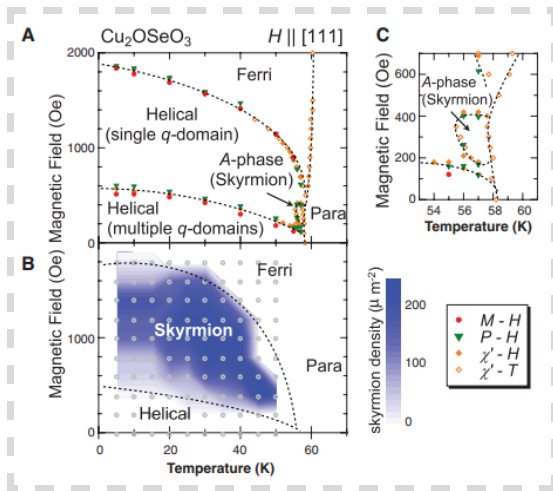 A
Cu₂OSeO₃
H || [111]
2000
1000
0
Magnetic Field (Oe)
Ferri
Helical
(single q-domain)
A-phase
(Skyrmion)
Helical
(multiple q-domains)
Para
C
600
400
200
0
Magnetic Field (Oe)
A-phase
(Skyrmion)
54 56 58 60
Temperature (K)
B
1000
0
Magnetic Field (Oe)
Ferri
Skyrmion
Para
Helical
0 20 40 60
Temperature (K)
200
100
0
skyrmion density (μ m⁻²)
M - H
P - H
χ' - H
χ' - T